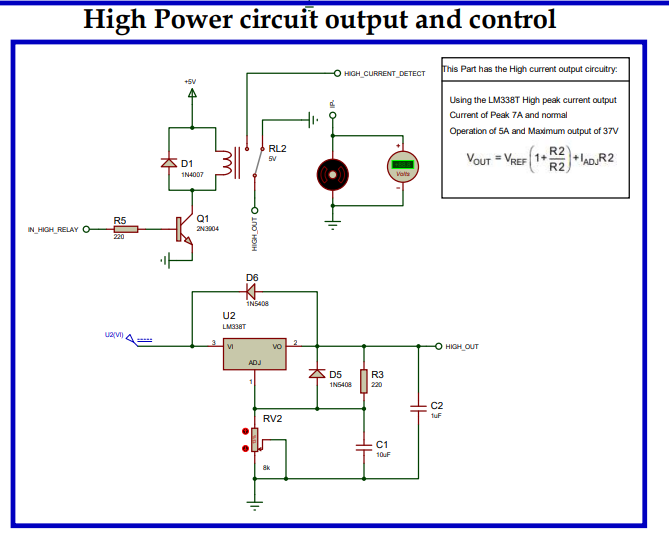 High Power circuit output and control
+5V
HIGH_CURRENT_DETECT
This Part has the High current output circuitry:
Using the LM338T High peak current output
Current of Peak 7A and normal
Operation of 5A and Maximum output of 37V
VOUT = VREF (1+ R2/R2) +IADJR2
IP-
D1
1N4007
RL2
5V
+
Volts
-
R5
220
IN_HIGH_RELAY
Q1
2N3904
HIGH_OUT
D6
1N5408
U2
LM338T
U2(VI)
3
VI
VO
2
ADJ
1
HIGH_OUT
D5
1N5408
R3
220
C2
1uF
RV2
8k
C1
10uF